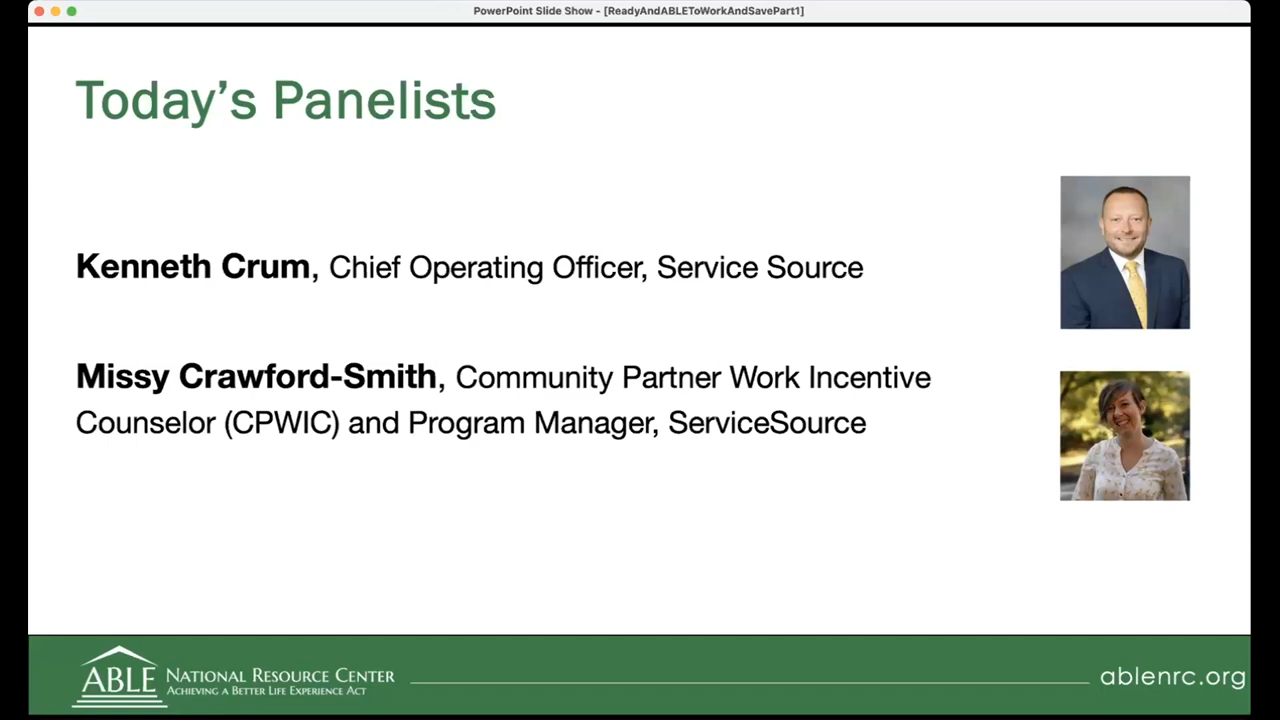 PowerPoint Slide Show - [ReadyAndABLEToWorkAndSavePart1]
Today’s Panelists
Kenneth Crum, Chief Operating Officer, Service Source
Missy Crawford-Smith, Community Partner Work Incentive
Counselor (CPWIC) and Program Manager, ServiceSource
ABLE NATIONAL RESOURCE CENTER
ACHIEVING A BETTER LIFE EXPERIENCE ACT
ablenrc.org